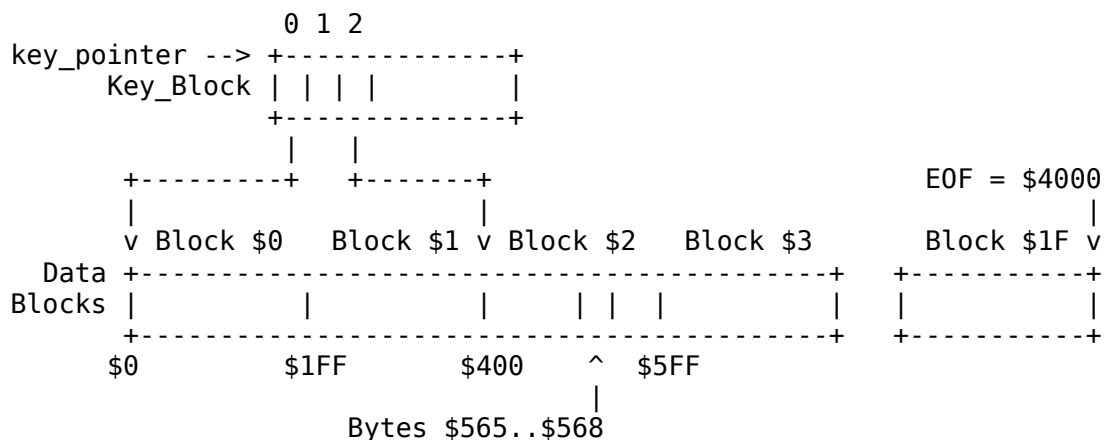 0 1 2
key_pointer --> +--------------+
Key_Block | | | |         |
+--------------+
|   |
+---------+   +-------+                           EOF = $4000
|                     |                                     |
v Block $0   Block $1 v Block $2   Block $3       Block $1F v
Data +-------------------------------------------+   +-----------+
Blocks |          |          |     | |  |          |   |           |
+-------------------------------------------+   +-----------+
$0         $1FF       $400    ^  $5FF
|
Bytes $565..$568